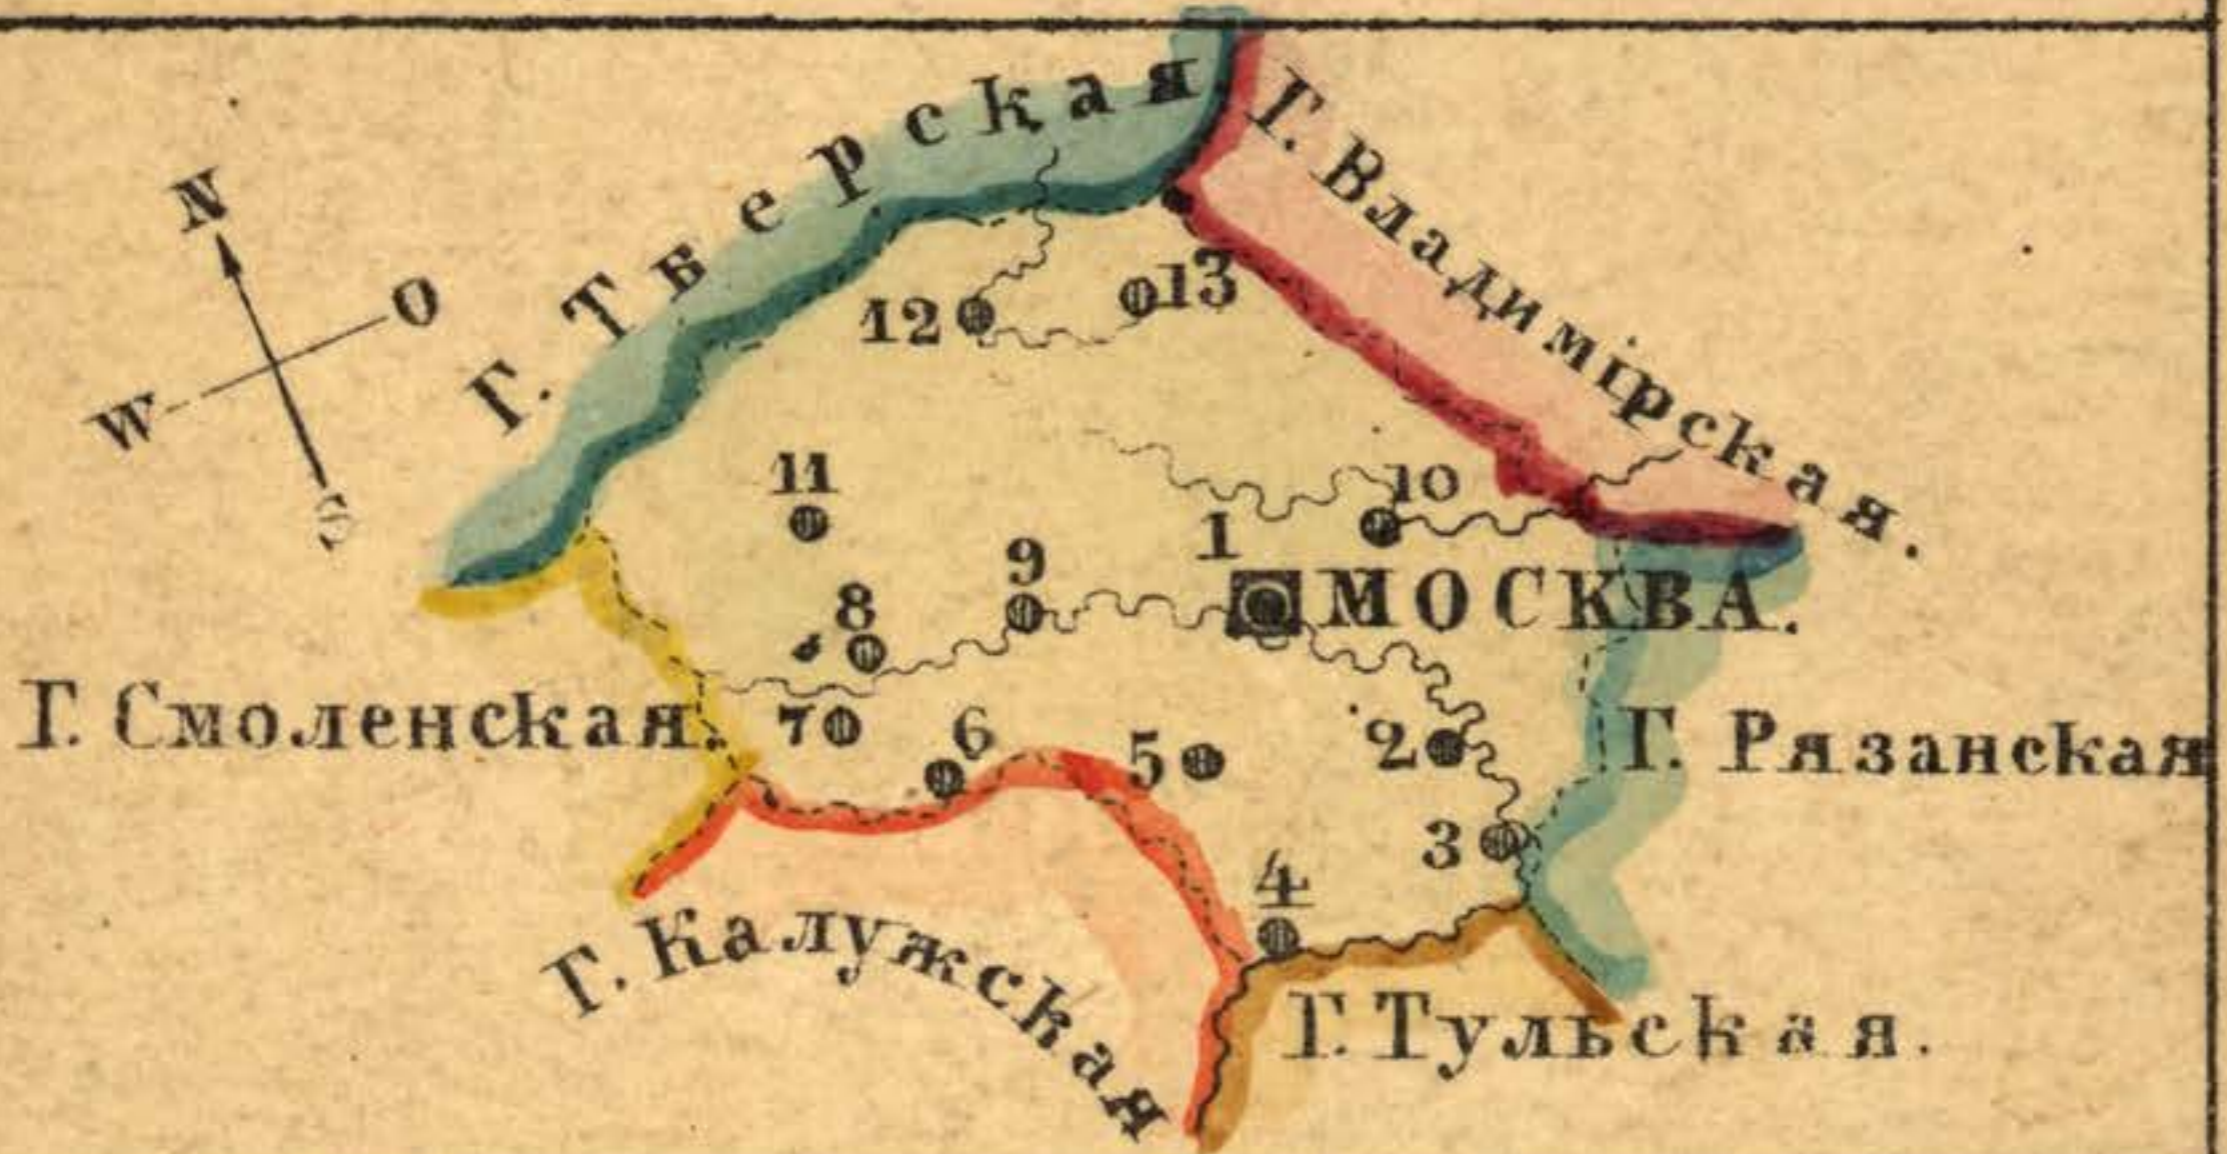 Г. Тверская
Г. Владимірская.
N
O
W
S
12
13
11
10
1
9
МОСКВА.
8
Г. Смоленская.
7
6
5
2
Г. Рязанская
3
4
Г. Калужская
Г. Тульская.